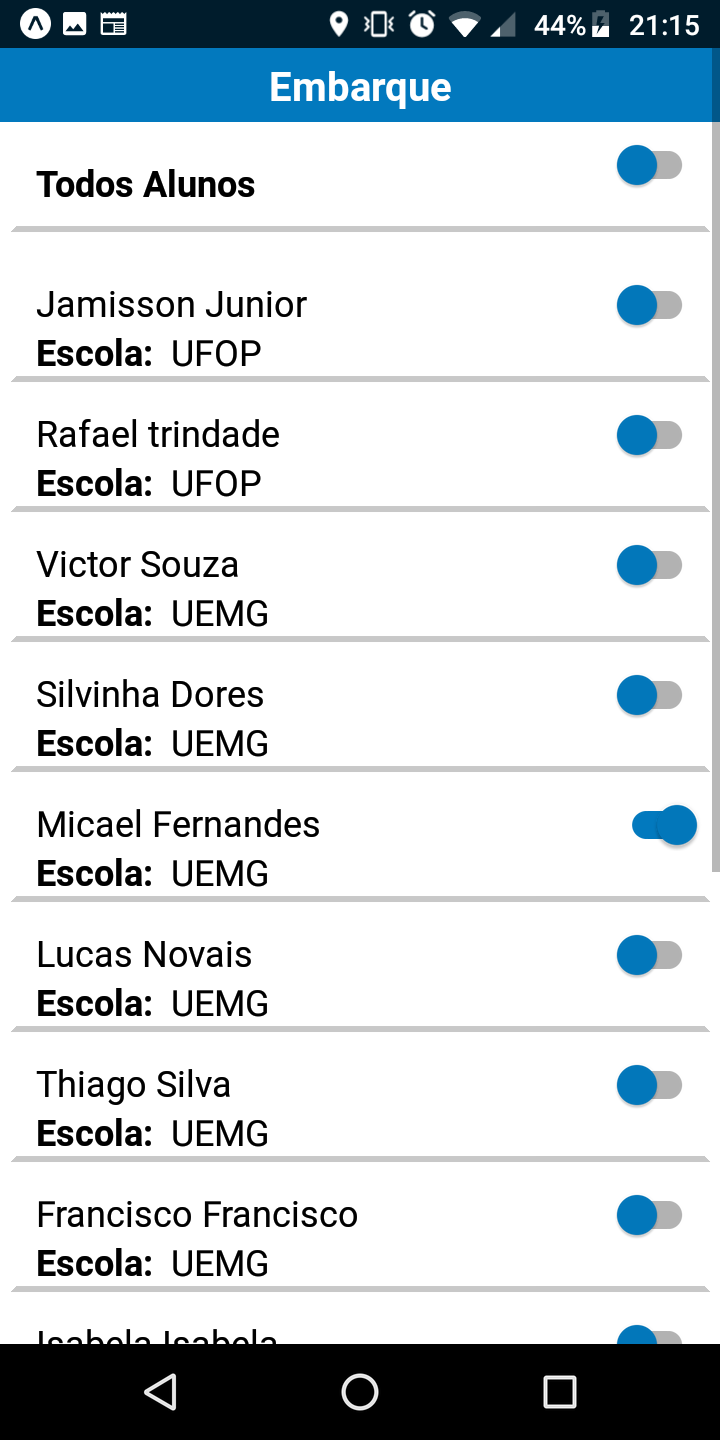 44% 21:15
Embarque
Todos Alunos
Jamisson Junior
Escola: UFOP
Rafael trindade
Escola: UFOP
Victor Souza
Escola: UEMG
Silvinha Dores
Escola: UEMG
Micael Fernandes
Escola: UEMG
Lucas Novais
Escola: UEMG
Thiago Silva
Escola: UEMG
Francisco Francisco
Escola: UEMG
Isabela Isabela